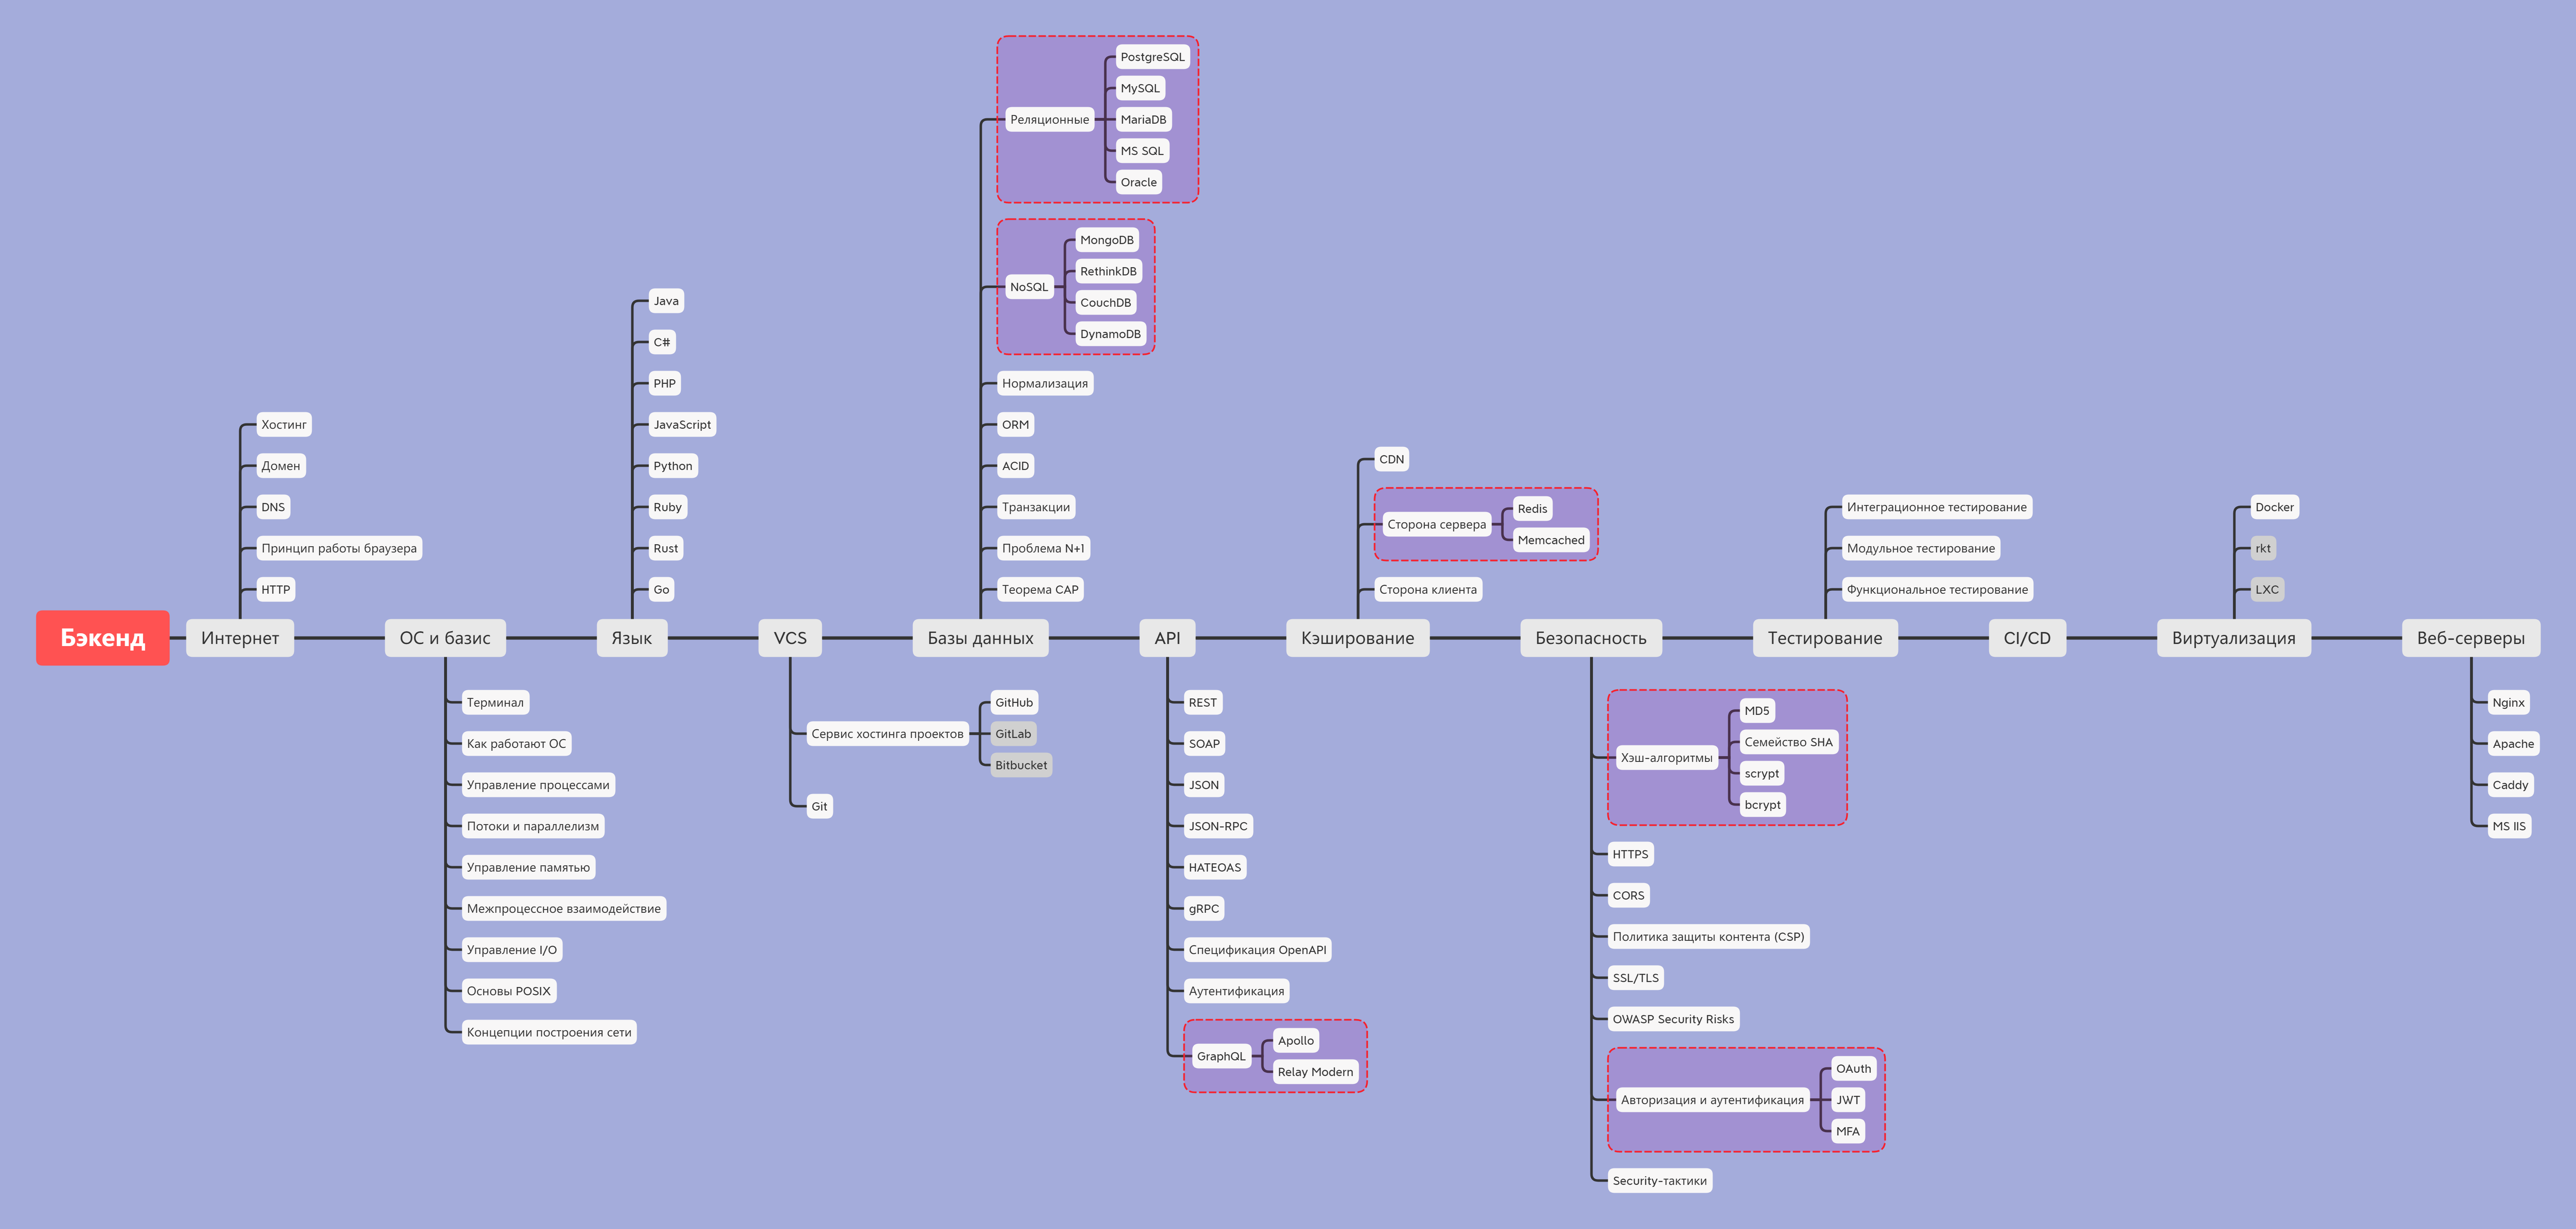 Бэкенд
Интернет
Хостинг
Домен
DNS
Принцип работы браузера
HTTP
ОС и базис
Терминал
Как работают ОС
Управление процессами
Потоки и параллелизм
Управление памятью
Межпроцессное взаимодействие
Управление I/O
Основы POSIX
Концепции построения сети
Язык
Java
C#
PHP
JavaScript
Python
Ruby
Rust
Go
VCS
Сервис хостинга проектов
GitHub
GitLab
Bitbucket
Git
Базы данных
Реляционные
PostgreSQL
MySQL
MariaDB
MS SQL
Oracle
NoSQL
MongoDB
RethinkDB
CouchDB
DynamoDB
Нормализация
ORM
ACID
Транзакции
Проблема N+1
Теорема CAP
API
REST
SOAP
JSON
JSON-RPC
HATEOAS
gRPC
Спецификация OpenAPI
Аутентификация
GraphQL
Apollo
Relay Modern
Кэширование
CDN
Сторона сервера
Redis
Memcached
Сторона клиента
Безопасность
Хэш-алгоритмы
MD5
Семейство SHA
scrypt
bcrypt
HTTPS
CORS
Политика защиты контента (CSP)
SSL/TLS
OWASP Security Risks
Авторизация и аутентификация
OAuth
JWT
MFA
Security-тактики
Тестирование
Интеграционное тестирование
Модульное тестирование
Функциональное тестирование
CI/CD
Виртуализация
Docker
rkt
LXC
Веб-серверы
Nginx
Apache
Caddy
MS IIS